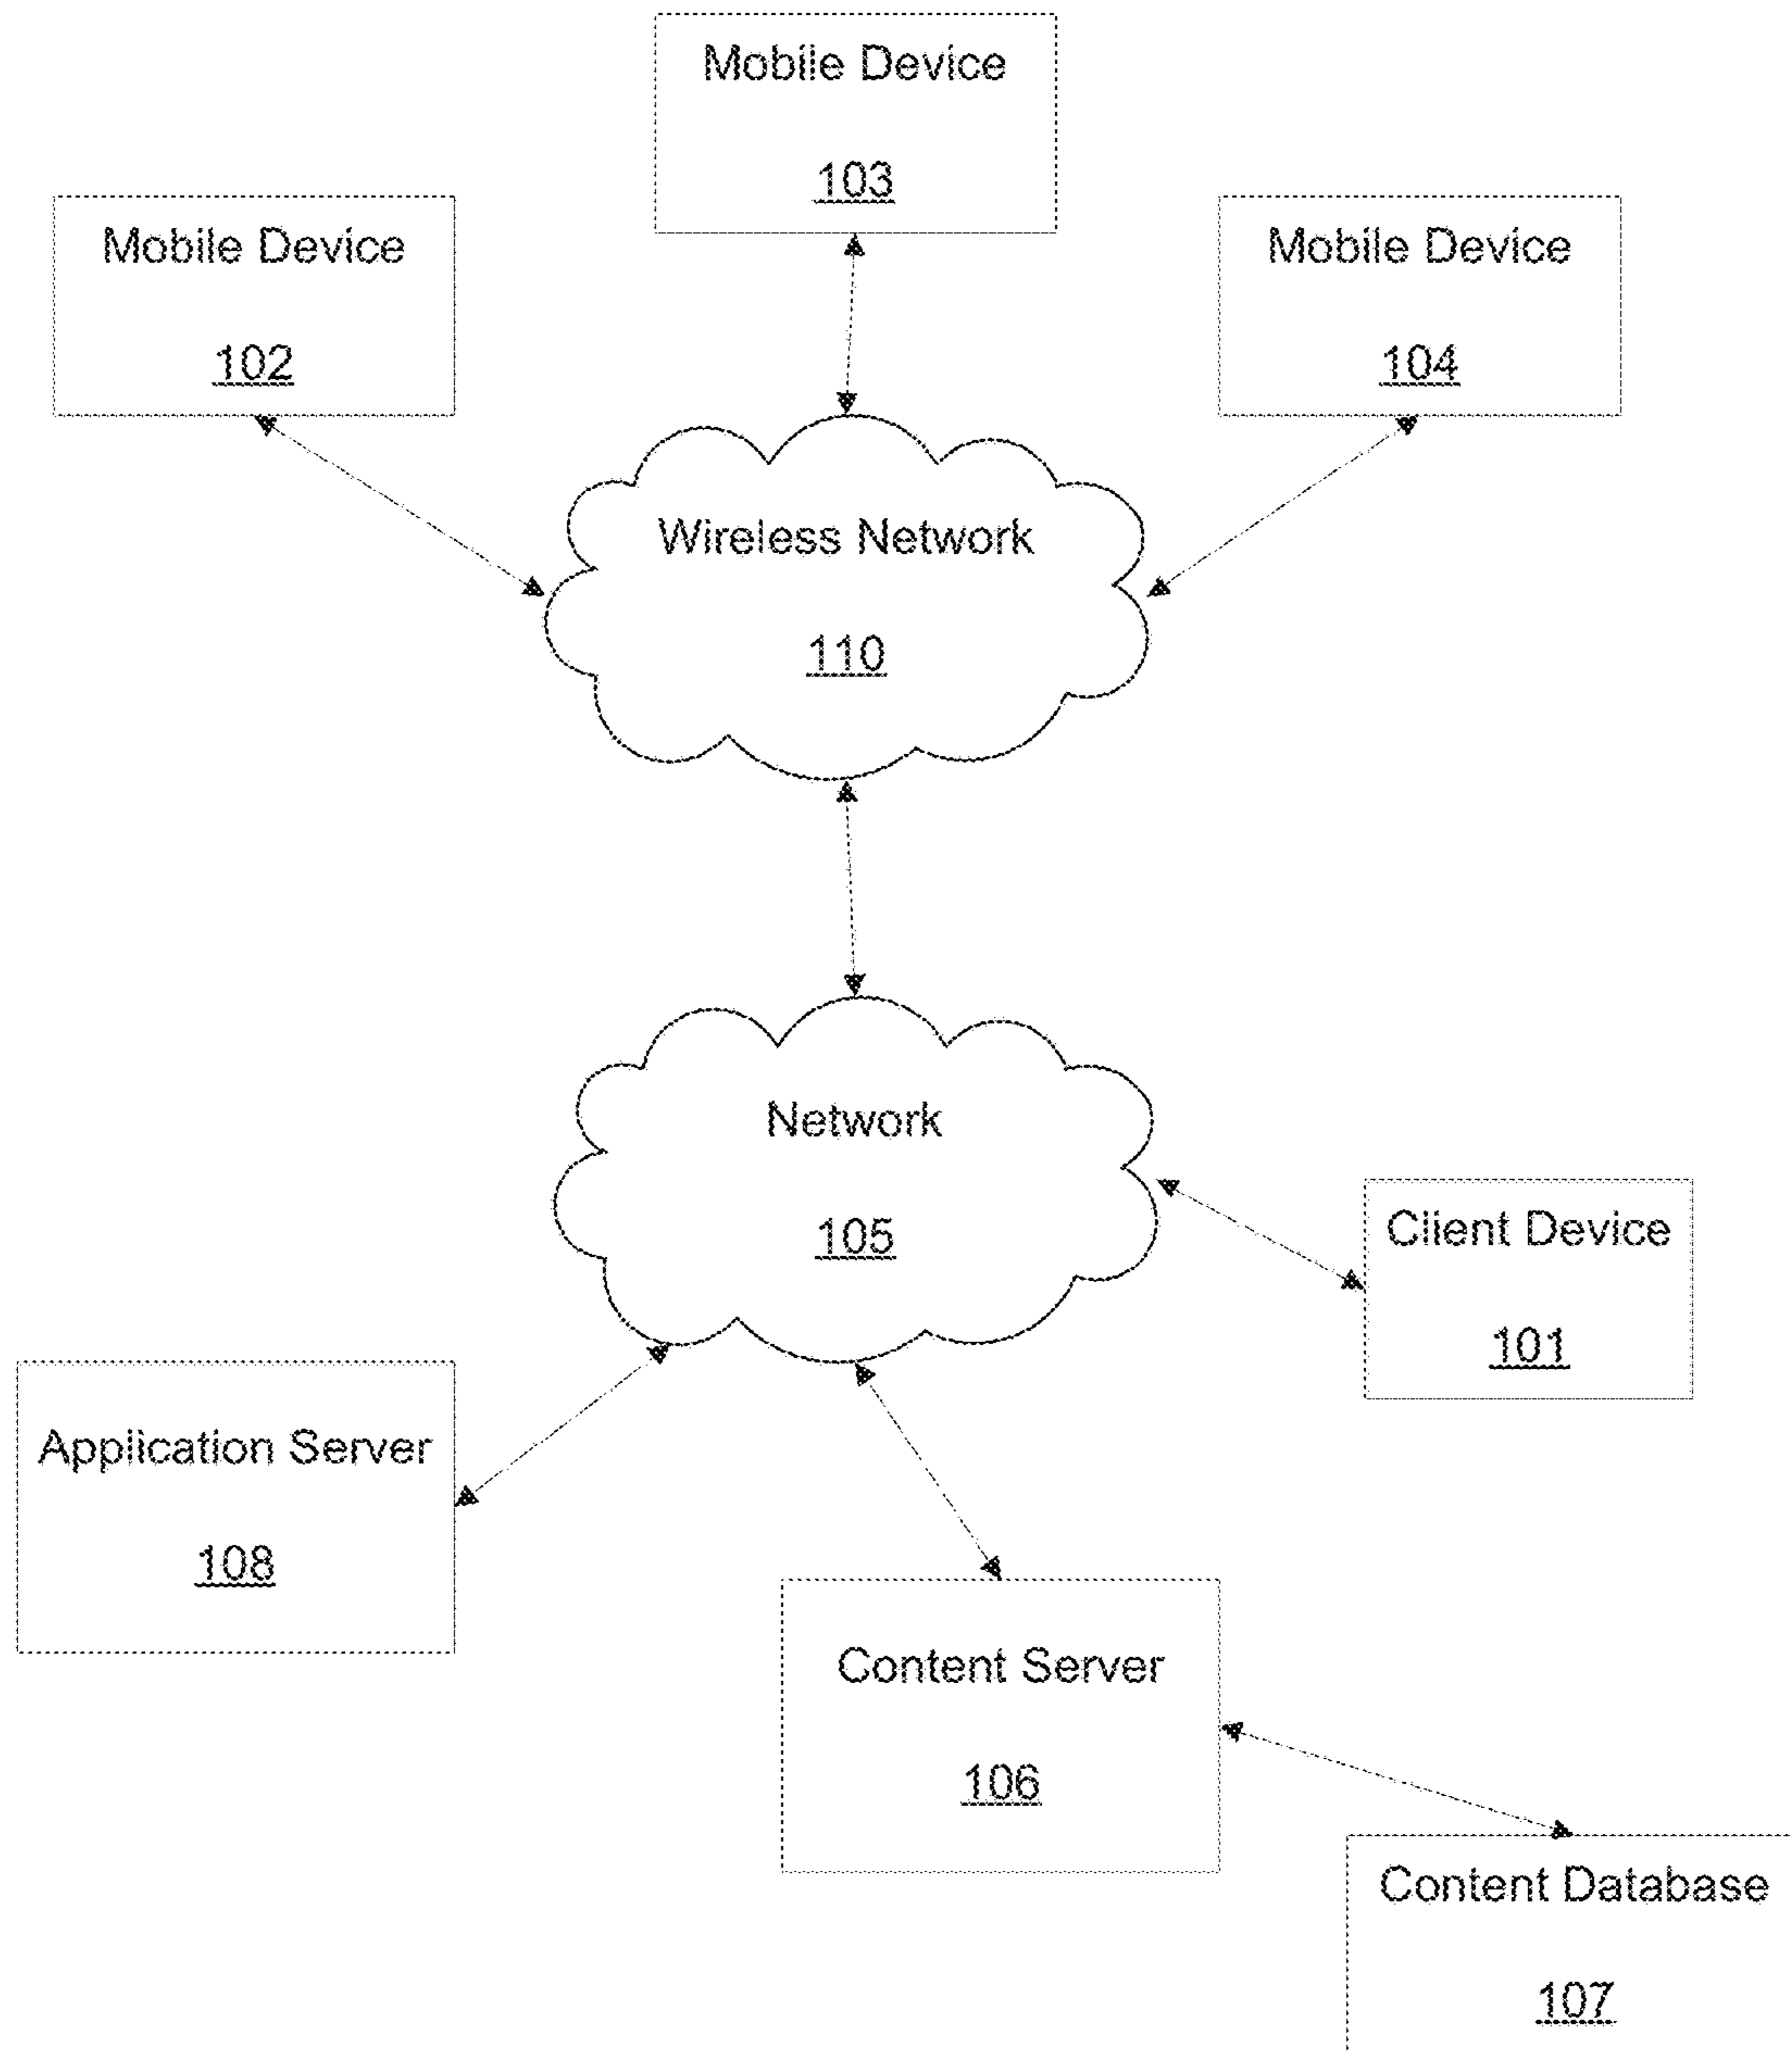 Mobile Device
103
Mobile Device
102
Mobile Device
104
Wireless Network
110
Network
105
Client Device
101
Application Server
108
Content Server
106
Content Database
107